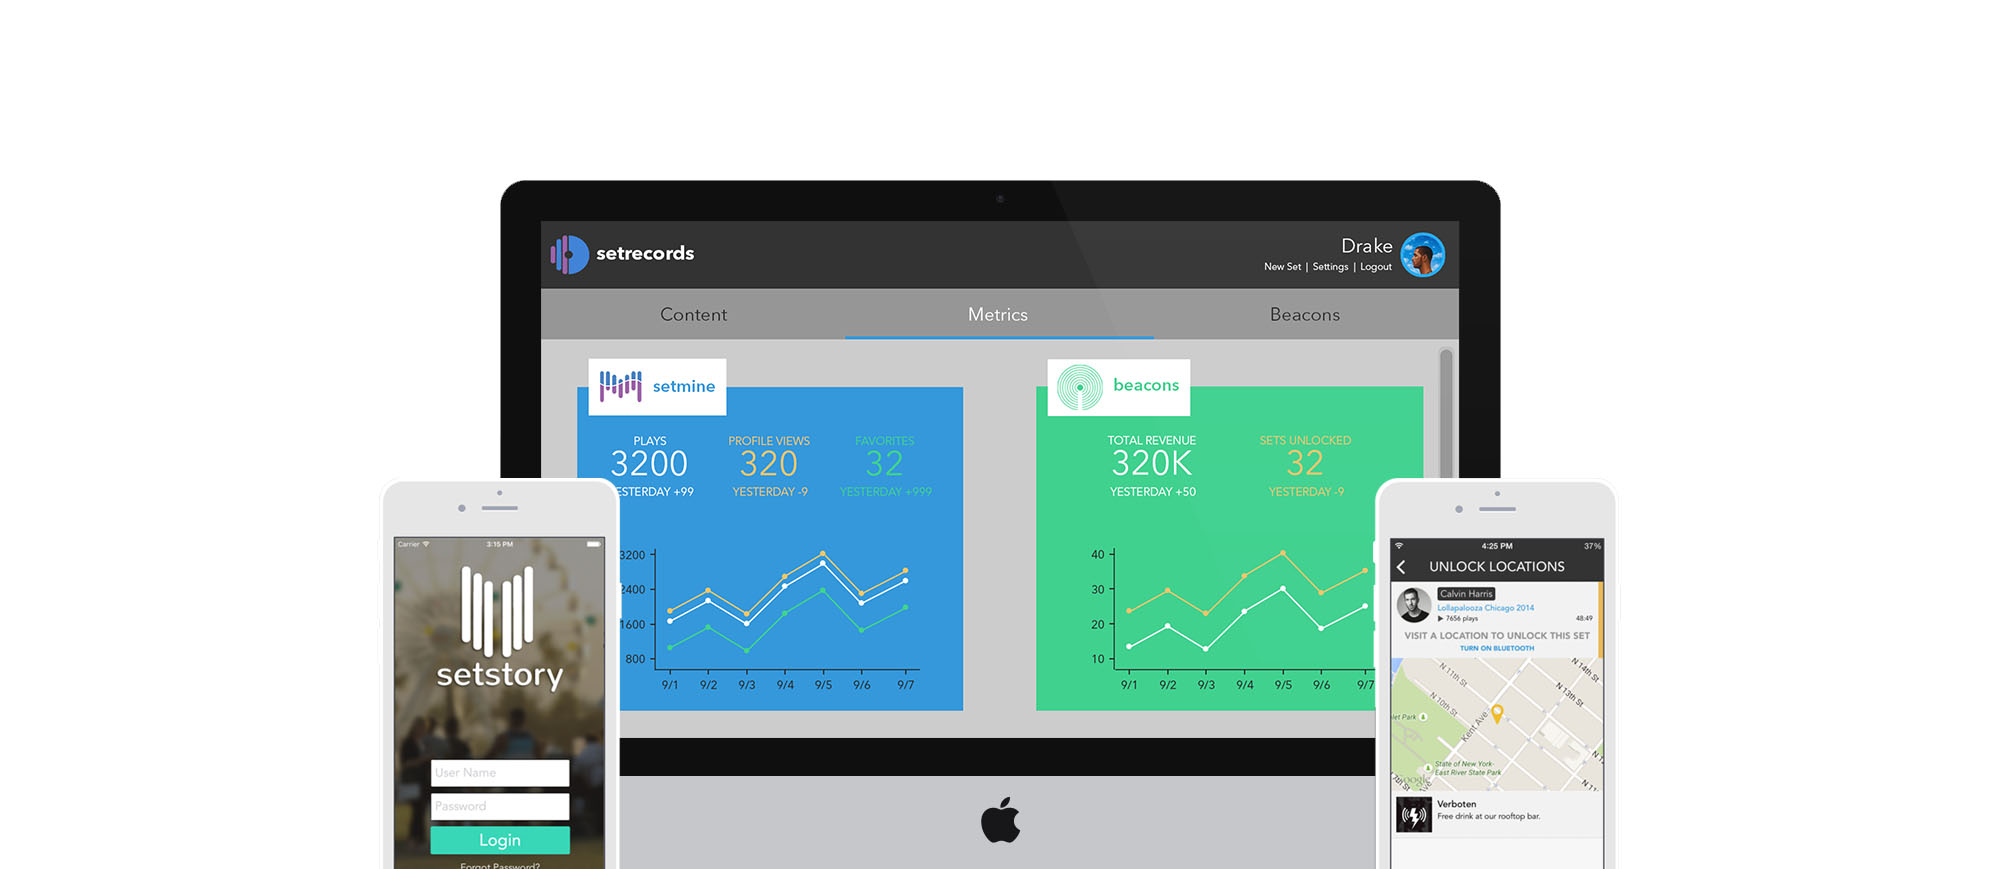 setrecords
Drake
New Set | Settings | Logout
Content
Metrics
Beacons
setmine
PLAYS
3200
YESTERDAY +99
PROFILE VIEWS
320
YESTERDAY -9
FAVORITES
32
YESTERDAY +999
3200
2400
1600
800
9/1 9/2 9/3 9/4 9/5 9/6 9/7
beacons
TOTAL REVENUE
320K
YESTERDAY +50
SETS UNLOCKED
32
YESTERDAY -9
40
30
20
10
9/1 9/2 9/3 9/4 9/5 9/6 9/7
Carrier
3:15 PM
setstory
User Name
Password
Login
Forgot Password?
4:25 PM
37%
UNLOCK LOCATIONS
Calvin Harris
Lollapalooza Chicago 2014
7656 plays
48:49
VISIT A LOCATION TO UNLOCK THIS SET
TURN ON BLUETOOTH
N 11th St
N 14th St
N 13th St
N 10th St
let Park
Kent Ave
N 12th St
State of New York-
East River State Park
Google
Verboten
Free drink at our rooftop bar.